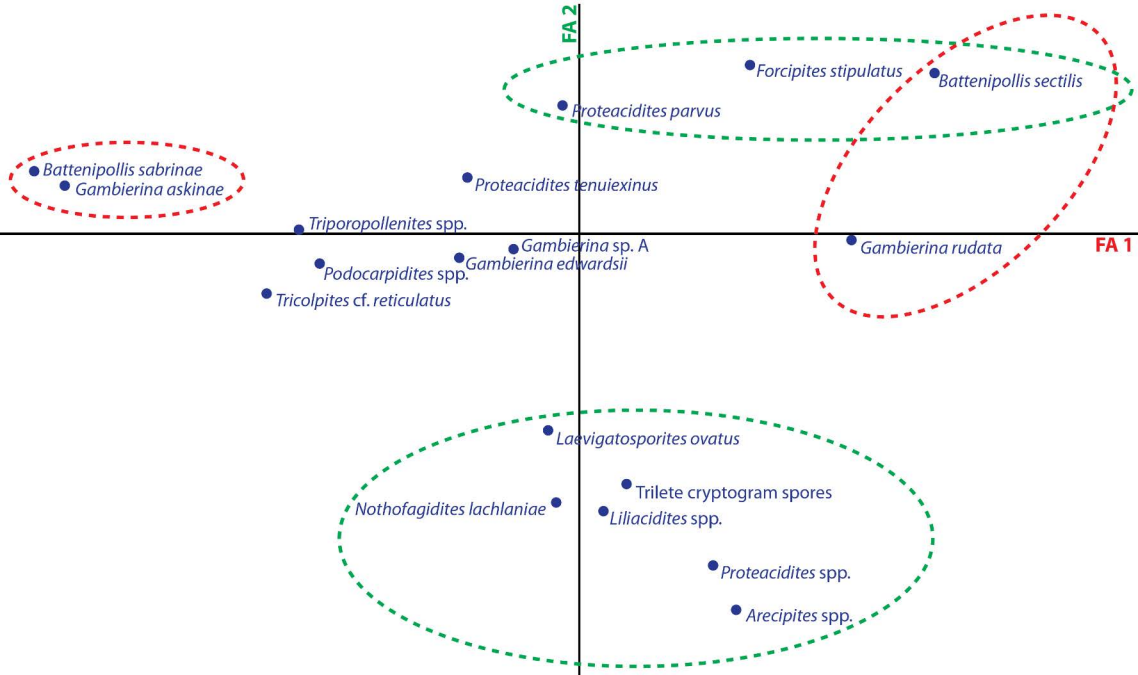 FA 2
Forcipites stipulatus
Battenipollis sectilis
Proteacidites parvus
Battenipollis sabrinae
Gambierina askinae
Proteacidites tenuiexinus
Triporopollenites spp.
FA 1
Gambierina sp. A
Gambierina rudata
Gambierina edwardsii
Podocarpidites spp.
Tricolpites cf. reticulatus
Laevigatosporites ovatus
Trilete cryptogram spores
Nothofagidites lachlaniae
Liliacidites spp.
Proteacidites spp.
Arecipites spp.